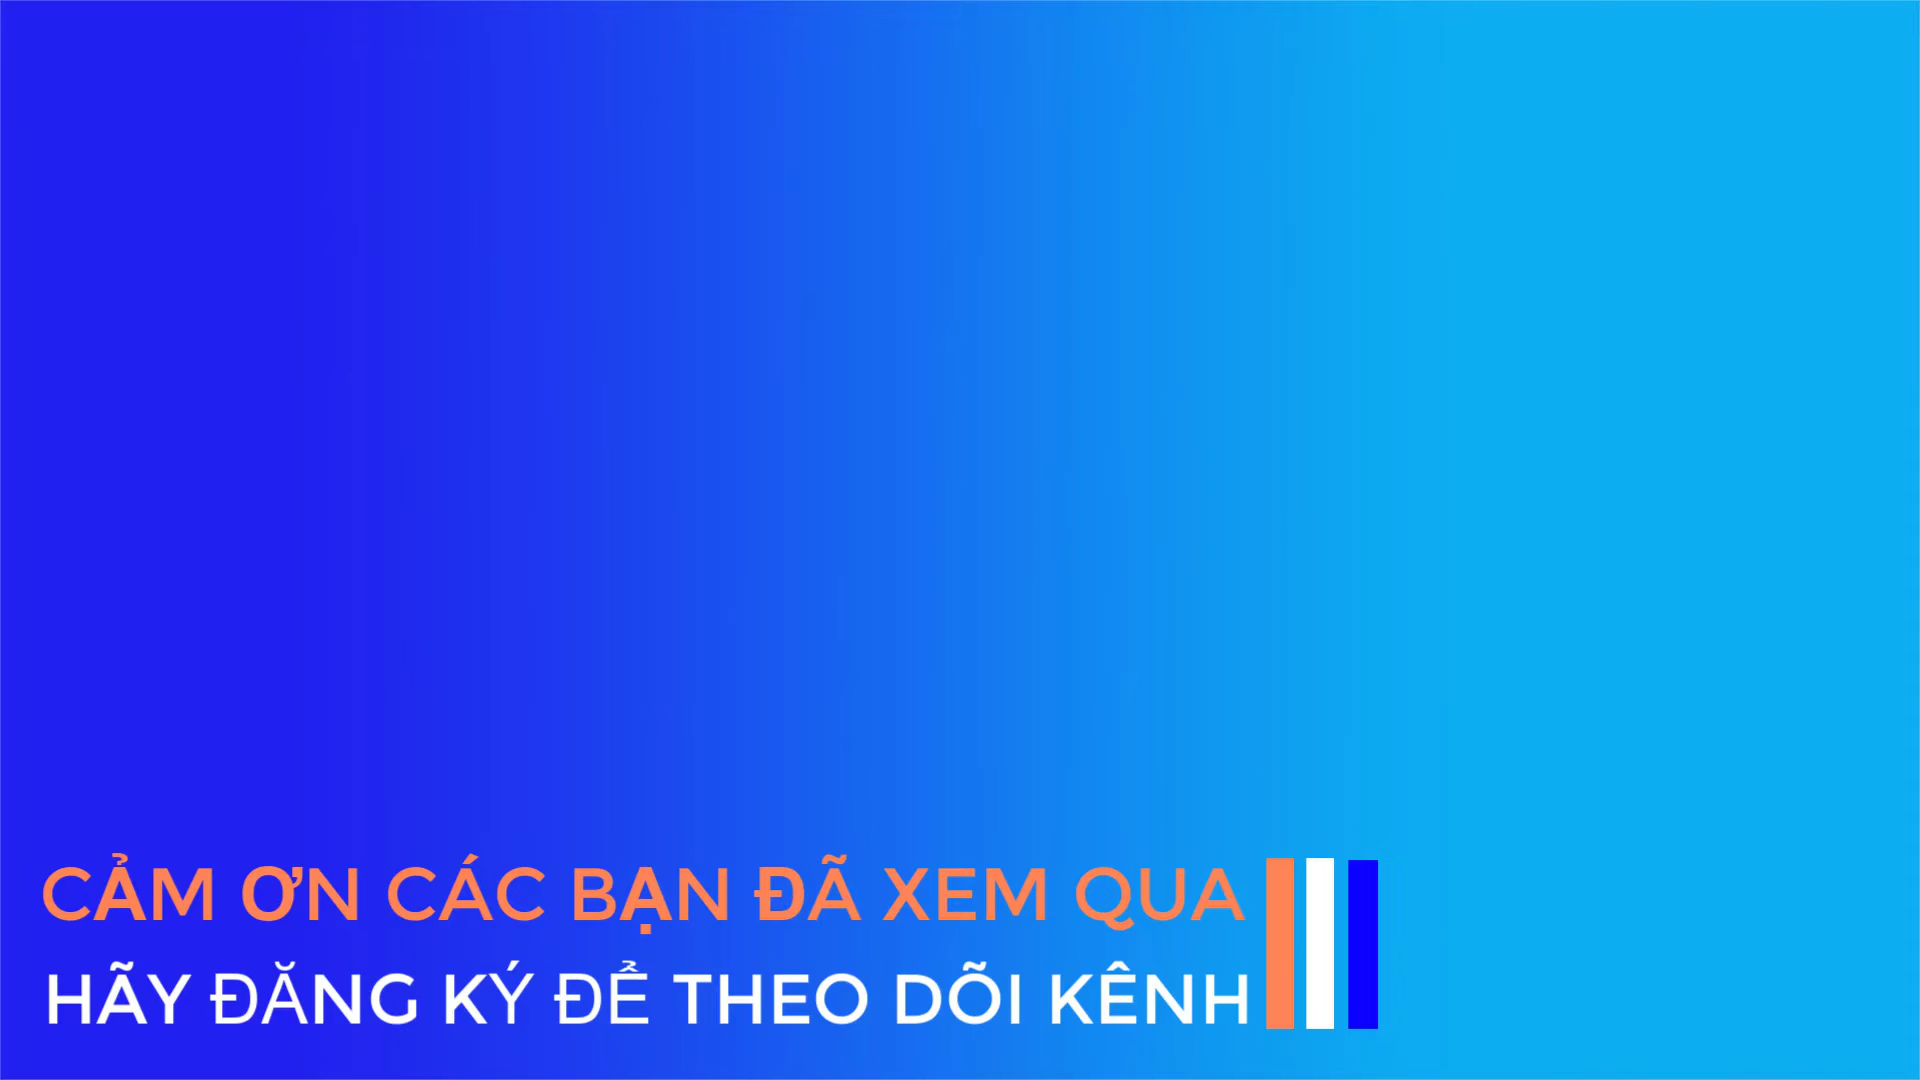 CẢM ƠN CÁC BẠN ĐÃ XEM QUA
HÃY ĐĂNG KÝ ĐỂ THEO DÕI KÊNH